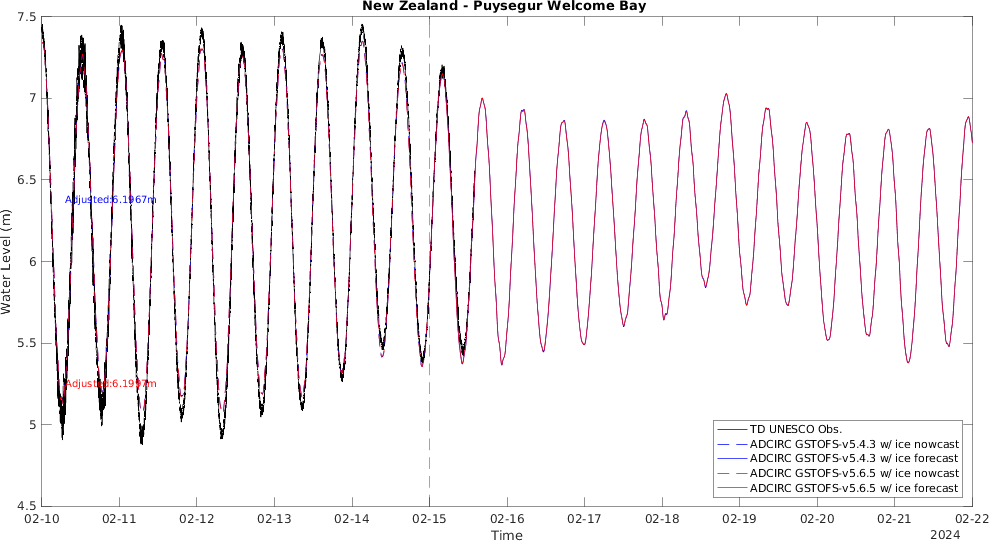 New Zealand - Puysegur Welcome Bay
7.5
7
6.5
6
5.5
5
4.5
Water Level (m)
Adjusted:6.1967m
Adjusted:6.1997m
TD UNESCO Obs.
ADCIRC GSTOFS-v5.4.3 w/ ice nowcast
ADCIRC GSTOFS-v5.4.3 w/ ice forecast
ADCIRC GSTOFS-v5.6.5 w/ ice nowcast
ADCIRC GSTOFS-v5.6.5 w/ ice forecast
02-10 02-11 02-12 02-13 02-14 02-15 02-16 02-17 02-18 02-19 02-20 02-21 02-22
Time
2024